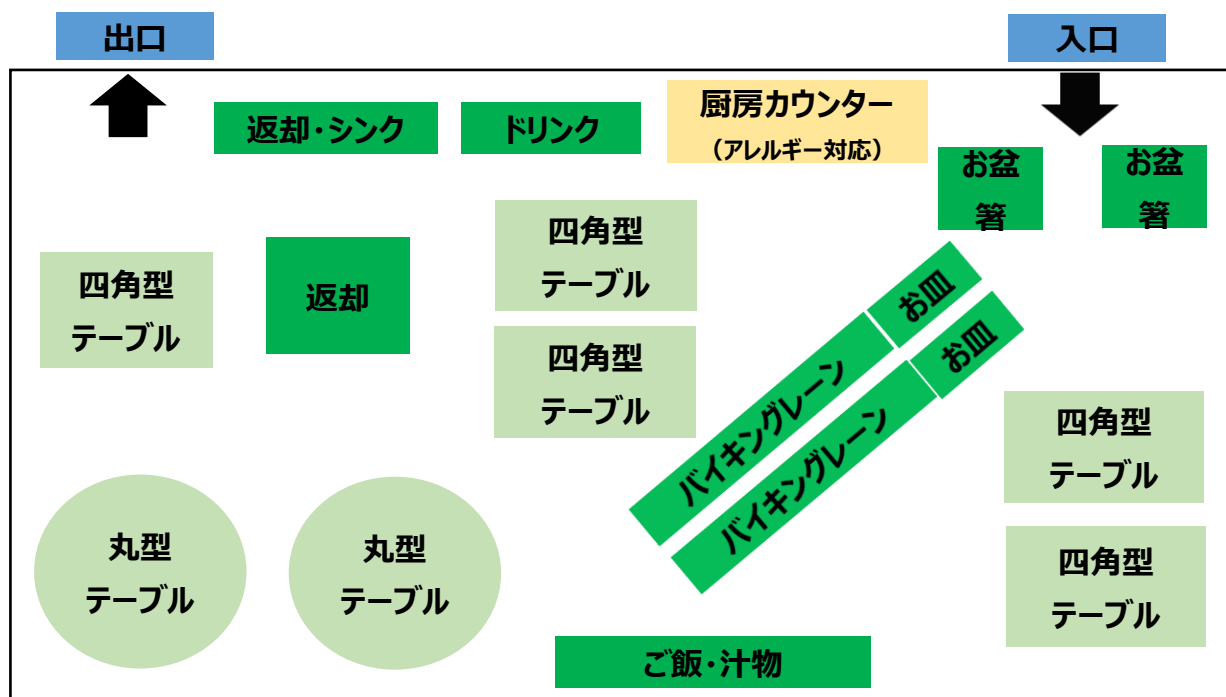 出口
入口
返却・シンク
ドリンク
厨房カウンター
（アレルギー対応）
お盆
箸
お盆
箸
四角型
テーブル
返却
四角型
テーブル
四角型
テーブル
お皿
バイキングレーン
お皿
バイキングレーン
四角型
テーブル
四角型
テーブル
丸型
テーブル
丸型
テーブル
ご飯・汁物